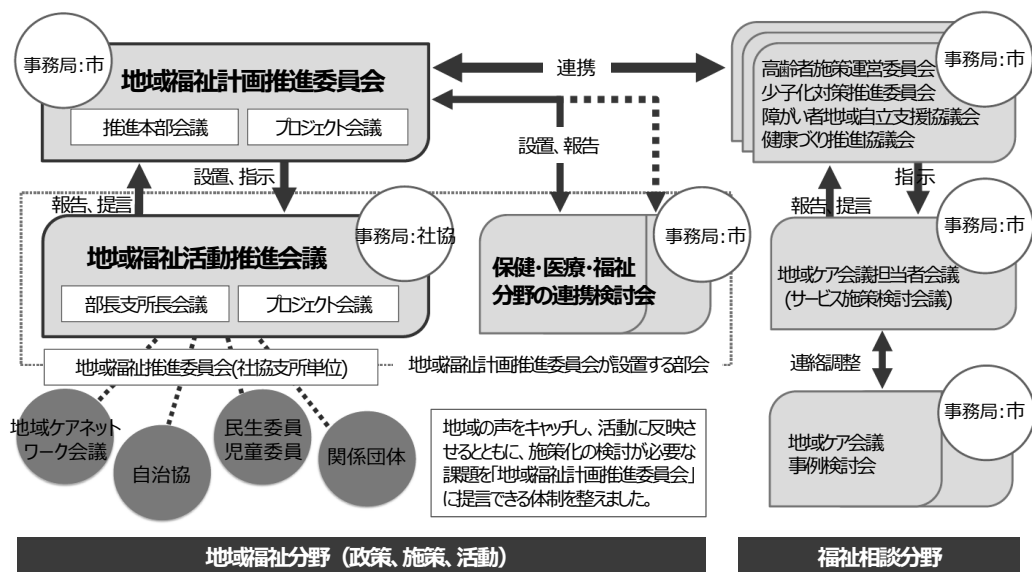 事務局:市
地域福祉計画推進委員会
推進本部会議
プロジェクト会議
連携
高齢者施策運営委員会
少子化対策推進委員会
障がい者地域自立支援協議会
健康づくり推進協議会
事務局:市
設置、報告
報告、提言
設置、指示
報告、提言
指示
事務局:社協
地域福祉活動推進会議
部長支所長会議
プロジェクト会議
事務局:市
保健・医療・福祉
分野の連携検討会
事務局:市
地域ケア会議担当者会議
(サービス施策検討会議)
地域福祉推進委員会(社協支所単位)
地域福祉計画推進委員会が設置する部会
連絡調整
地域ケアネット
ワーク会議
自治協
民生委員
児童委員
関係団体
地域の声をキャッチし、活動に反映さ
せるとともに、施策化の検討が必要な
課題を「地域福祉計画推進委員会」
に提言できる体制を整えました。
事務局:市
地域ケア会議
事例検討会
地域福祉分野（政策、施策、活動）
福祉相談分野